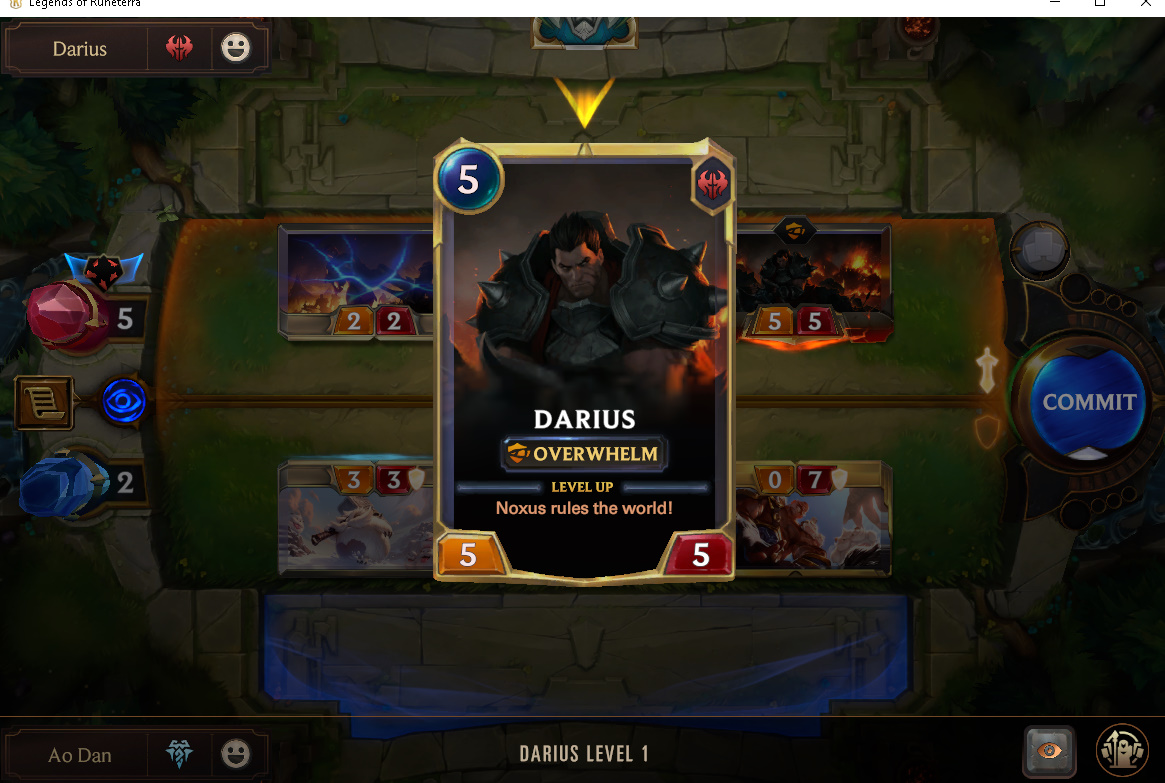 Legends of Runeterra
Darius
5
2 2
5 5
5
DARIUS
OVERWHELM
LEVEL UP
Noxus rules the world!
5 5
COMMIT
3 3
0 7
2
Ao Dan
DARIUS LEVEL 1